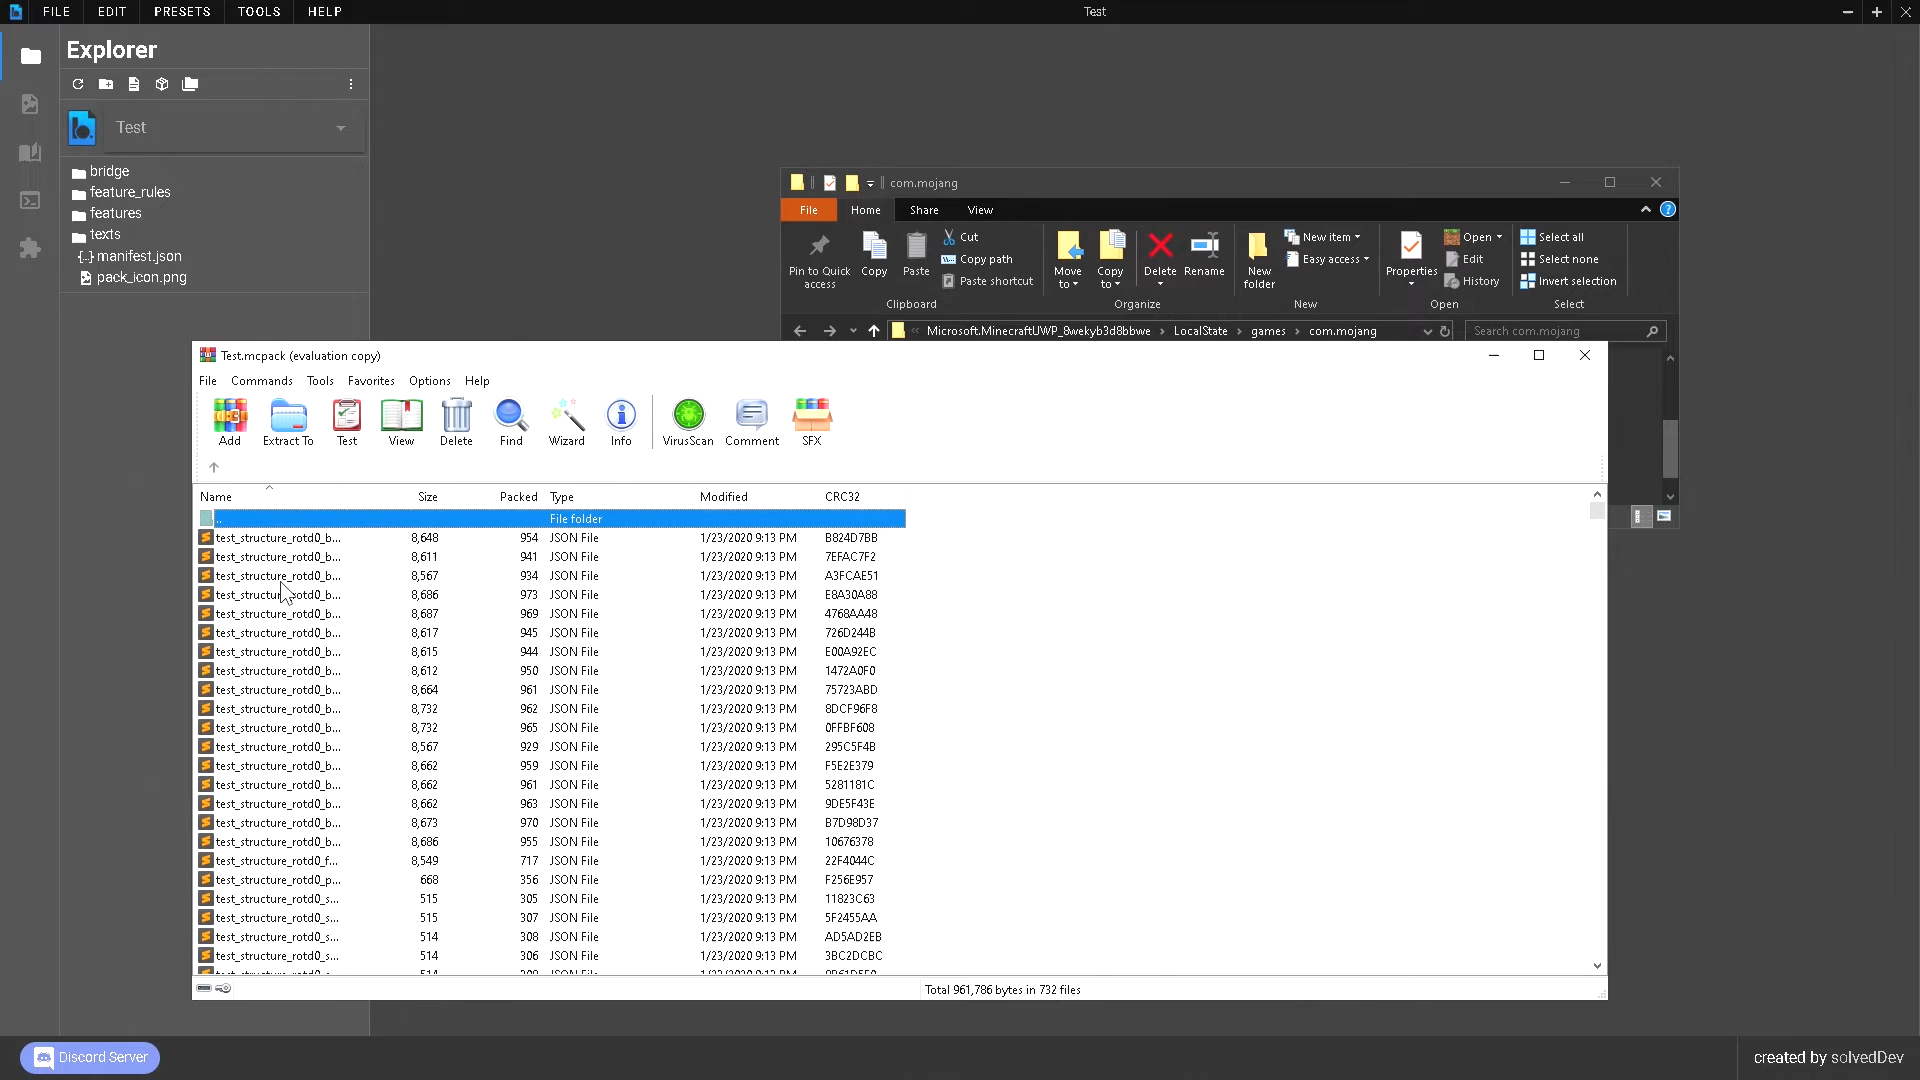 FILE EDIT PRESETS TOOLS HELP Test
Explorer
Test
bridge
feature_rules
features
texts
{..} manifest.json
pack_icon.png
com.mojang
File Home Share View
Pin to Quick access
Copy
Paste
Cut
Copy path
Paste shortcut
Clipboard
Move to
Copy to
Delete
Rename
Organize
New folder
New item
Easy access
New
Properties
Open
Edit
History
Open
Select all
Select none
Invert selection
Select
Microsoft.MinecraftUWP_8wekyb3d8bbwe LocalState games com.mojang Search com.mojang
Test.mcpack (evaluation copy)
File Commands Tools Favorites Options Help
Add Extract To Test View Delete Find Wizard Info VirusScan Comment SFX
Name Size Packed Type Modified CRC32
.. File folder
test_structure_rotd0_b... 8,648 954 JSON File 1/23/2020 9:13 PM B824D7BB
test_structure_rotd0_b... 8,611 941 JSON File 1/23/2020 9:13 PM 7EFAC7F2
test_structure_rotd0_b... 8,567 934 JSON File 1/23/2020 9:13 PM A3FCAE51
test_structure_rotd0_b... 8,686 973 JSON File 1/23/2020 9:13 PM E8A30A88
test_structure_rotd0_b... 8,687 969 JSON File 1/23/2020 9:13 PM 4768AA48
test_structure_rotd0_b... 8,617 945 JSON File 1/23/2020 9:13 PM 726D244B
test_structure_rotd0_b... 8,615 944 JSON File 1/23/2020 9:13 PM E00A92EC
test_structure_rotd0_b... 8,612 950 JSON File 1/23/2020 9:13 PM 1472A0F0
test_structure_rotd0_b... 8,664 961 JSON File 1/23/2020 9:13 PM 75723ABD
test_structure_rotd0_b... 8,732 962 JSON File 1/23/2020 9:13 PM 8DCF96F8
test_structure_rotd0_b... 8,732 965 JSON File 1/23/2020 9:13 PM 0FFBF608
test_structure_rotd0_b... 8,567 929 JSON File 1/23/2020 9:13 PM 295C5F4B
test_structure_rotd0_b... 8,662 959 JSON File 1/23/2020 9:13 PM F5E2E379
test_structure_rotd0_b... 8,662 961 JSON File 1/23/2020 9:13 PM 5281181C
test_structure_rotd0_b... 8,662 963 JSON File 1/23/2020 9:13 PM 9DE5F43E
test_structure_rotd0_b... 8,673 970 JSON File 1/23/2020 9:13 PM B7D98D37
test_structure_rotd0_b... 8,686 955 JSON File 1/23/2020 9:13 PM 10676378
test_structure_rotd0_f... 8,549 717 JSON File 1/23/2020 9:13 PM 22F4044C
test_structure_rotd0_p... 668 356 JSON File 1/23/2020 9:13 PM F256E957
test_structure_rotd0_s... 515 305 JSON File 1/23/2020 9:13 PM 11823C63
test_structure_rotd0_s... 515 307 JSON File 1/23/2020 9:13 PM 5F2455AA
test_structure_rotd0_s... 514 308 JSON File 1/23/2020 9:13 PM AD5AD2EB
test_structure_rotd0_s... 514 306 JSON File 1/23/2020 9:13 PM 3BC2DCBC
Total 961,786 bytes in 732 files
Discord Server
created by solvedDev